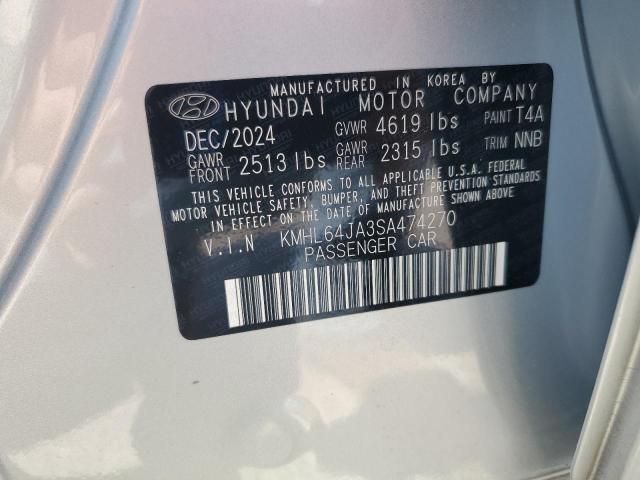 MANUFACTURED IN KOREA BY
HYUNDAI MOTOR COMPANY
DEC/2024 GVWR 4619 lbs PAINT T4A
GAWR FRONT 2513 lbs GAWR REAR 2315 lbs TRIM NNB
THIS VEHICLE CONFORMS TO ALL APPLICABLE U.S.A. FEDERAL
MOTOR VEHICLE SAFETY, BUMPER, AND THEFT PREVENTION STANDARDS
IN EFFECT ON THE DATE OF MANUFACTURE SHOWN ABOVE.
V.I.N KMHL64JA3SA474270
PASSENGER CAR